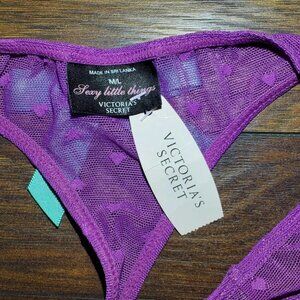 MADE IN SRI LANKA
M/L
Sexy little things
VICTORIA'S
SECRET
VICTORIA'S
SECRET